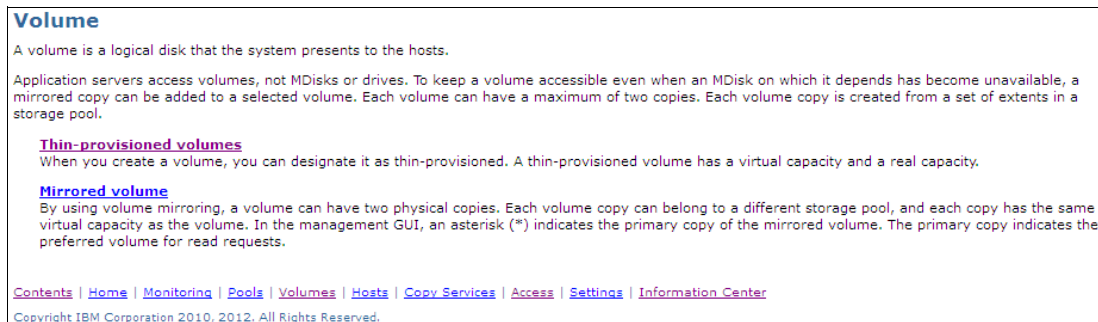 Volume
A volume is a logical disk that the system presents to the hosts.
Application servers access volumes, not MDisks or drives. To keep a volume accessible even when an MDisk on which it depends has become unavailable, a
mirrored copy can be added to a selected volume. Each volume can have a maximum of two copies. Each volume copy is created from a set of extents in a
storage pool.
Thin-provisioned volumes
When you create a volume, you can designate it as thin-provisioned. A thin-provisioned volume has a virtual capacity and a real capacity.
Mirrored volume
By using volume mirroring, a volume can have two physical copies. Each volume copy can belong to a different storage pool, and each copy has the same
virtual capacity as the volume. In the management GUI, an asterisk (*) indicates the primary copy of the mirrored volume. The primary copy indicates the
preferred volume for read requests.
Contents | Home | Monitoring | Pools | Volumes | Hosts | Copy Services | Access | Settings | Information Center
Copyright IBM Corporation 2010, 2012. All Rights Reserved.